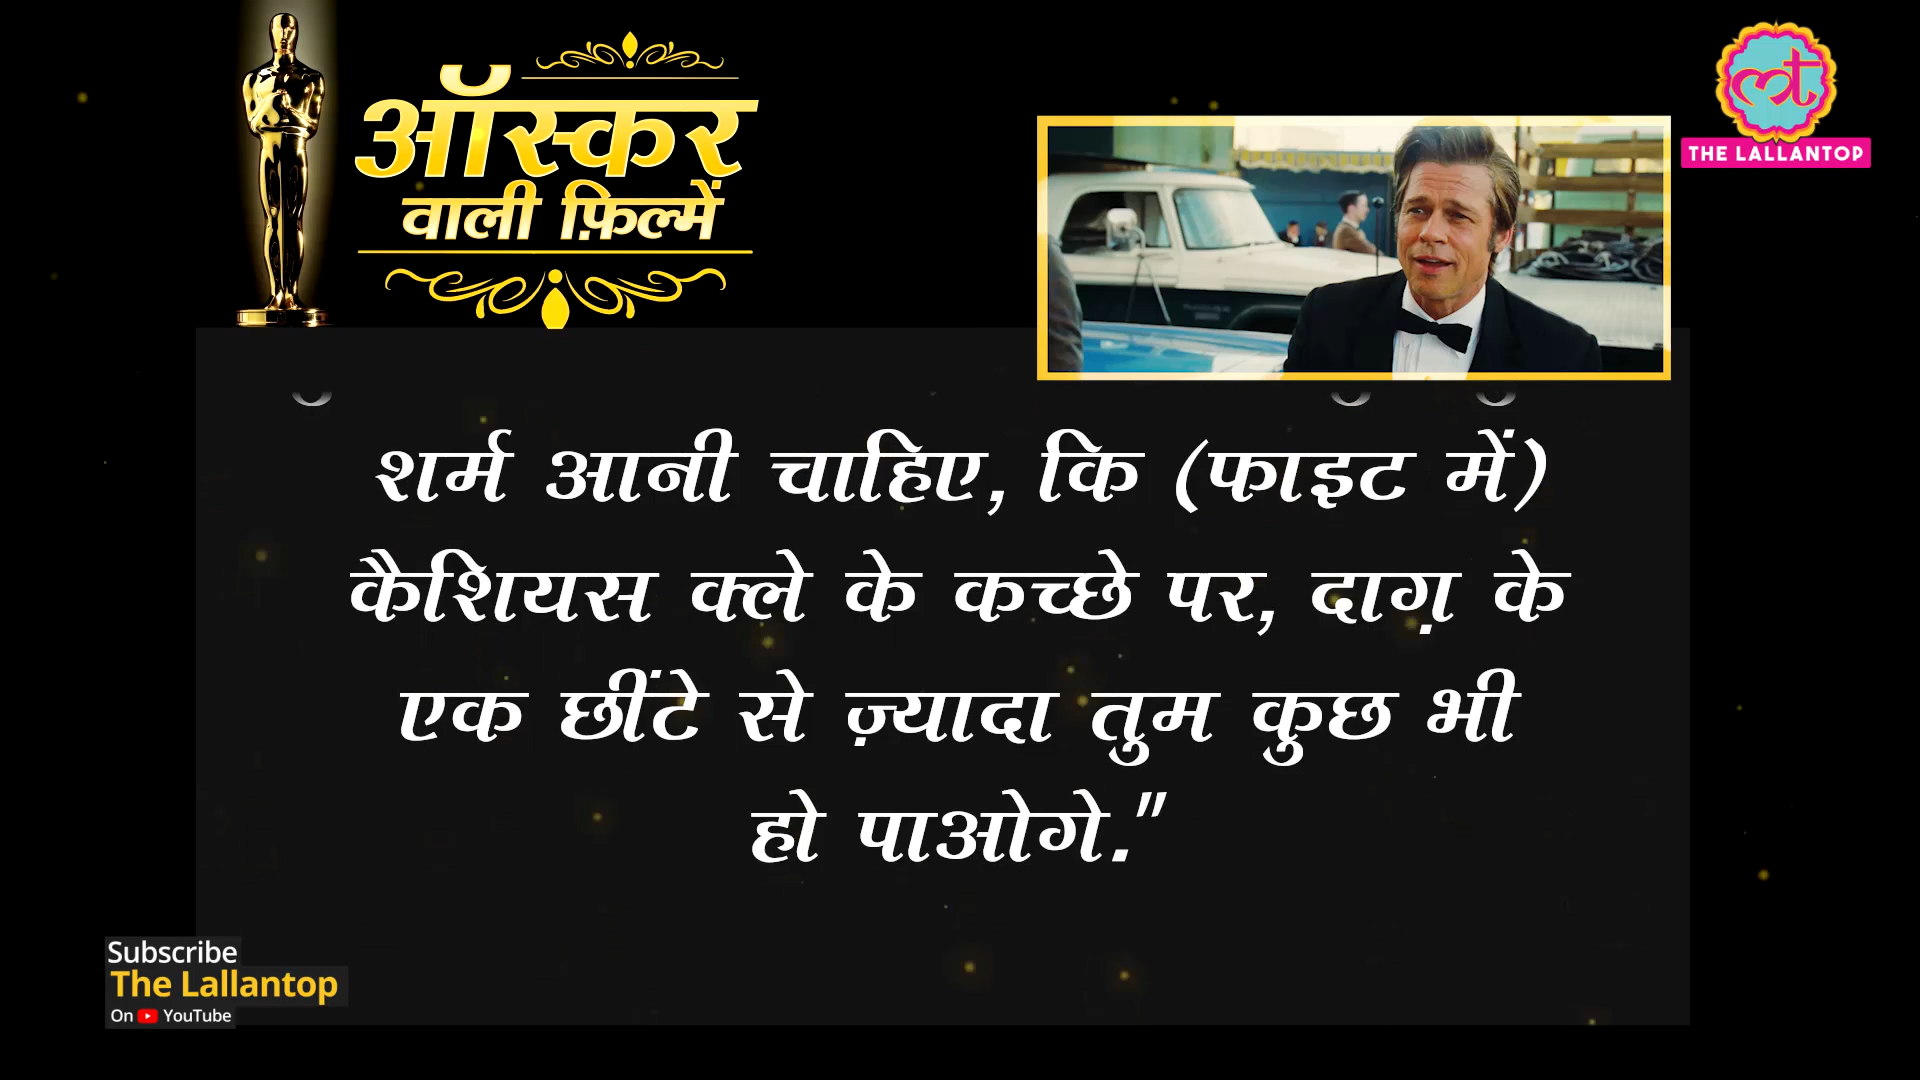 ऑस्कर
वाली फ़िल्में
THE LALLANTOP
शर्म आनी चाहिए, कि (फाइट में)
कैशियस क्ले के कच्छे पर, दाग़ के
एक छींटे से ज़्यादा तुम कुछ भी
हो पाओगे."
Subscribe
The Lallantop
On YouTube